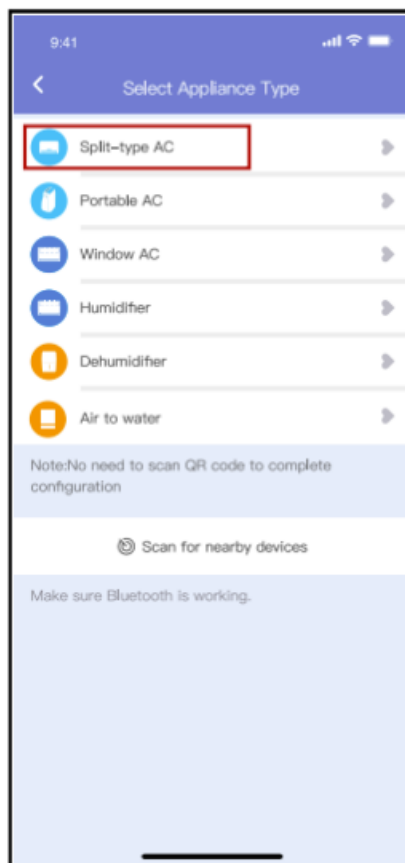 9:41
Select Appliance Type
Split-type AC
Portable AC
Window AC
Humidifier
Dehumidifier
Air to water
Note:No need to scan QR code to complete
configuration
Scan for nearby devices
Make sure Bluetooth is working.